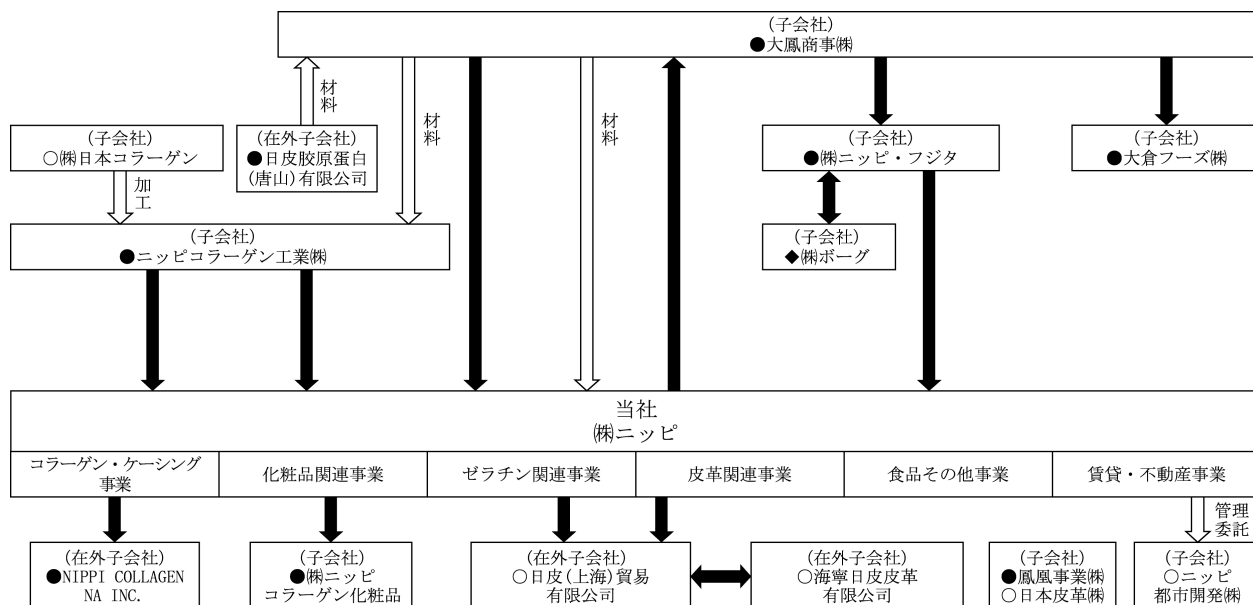 (子会社)
●大鳳商事㈱
材料
材料
材料
(子会社)
○㈱日本コラーゲン
(在外子会社)
●日皮胶原蛋白
(唐山)有限公司
(子会社)
●㈱ニッピ・フジタ
(子会社)
●大倉フーズ㈱
加工
(子会社)
●ニッピコラーゲン工業㈱
(子会社)
◆㈱ボーグ
当社
㈱ニッピ
コラーゲン・ケーシング
事業
化粧品関連事業
ゼラチン関連事業
皮革関連事業
食品その他事業
賃貸・不動産事業
管理
委託
(在外子会社)
●NIPPI COLLAGEN
NA INC.
(子会社)
●㈱ニッピ
コラーゲン化粧品
(在外子会社)
○日皮(上海)貿易
有限公司
(在外子会社)
○海寧日皮皮革
有限公司
(子会社)
●鳳凰事業㈱
○日本皮革㈱
(子会社)
○ニッピ
都市開発㈱